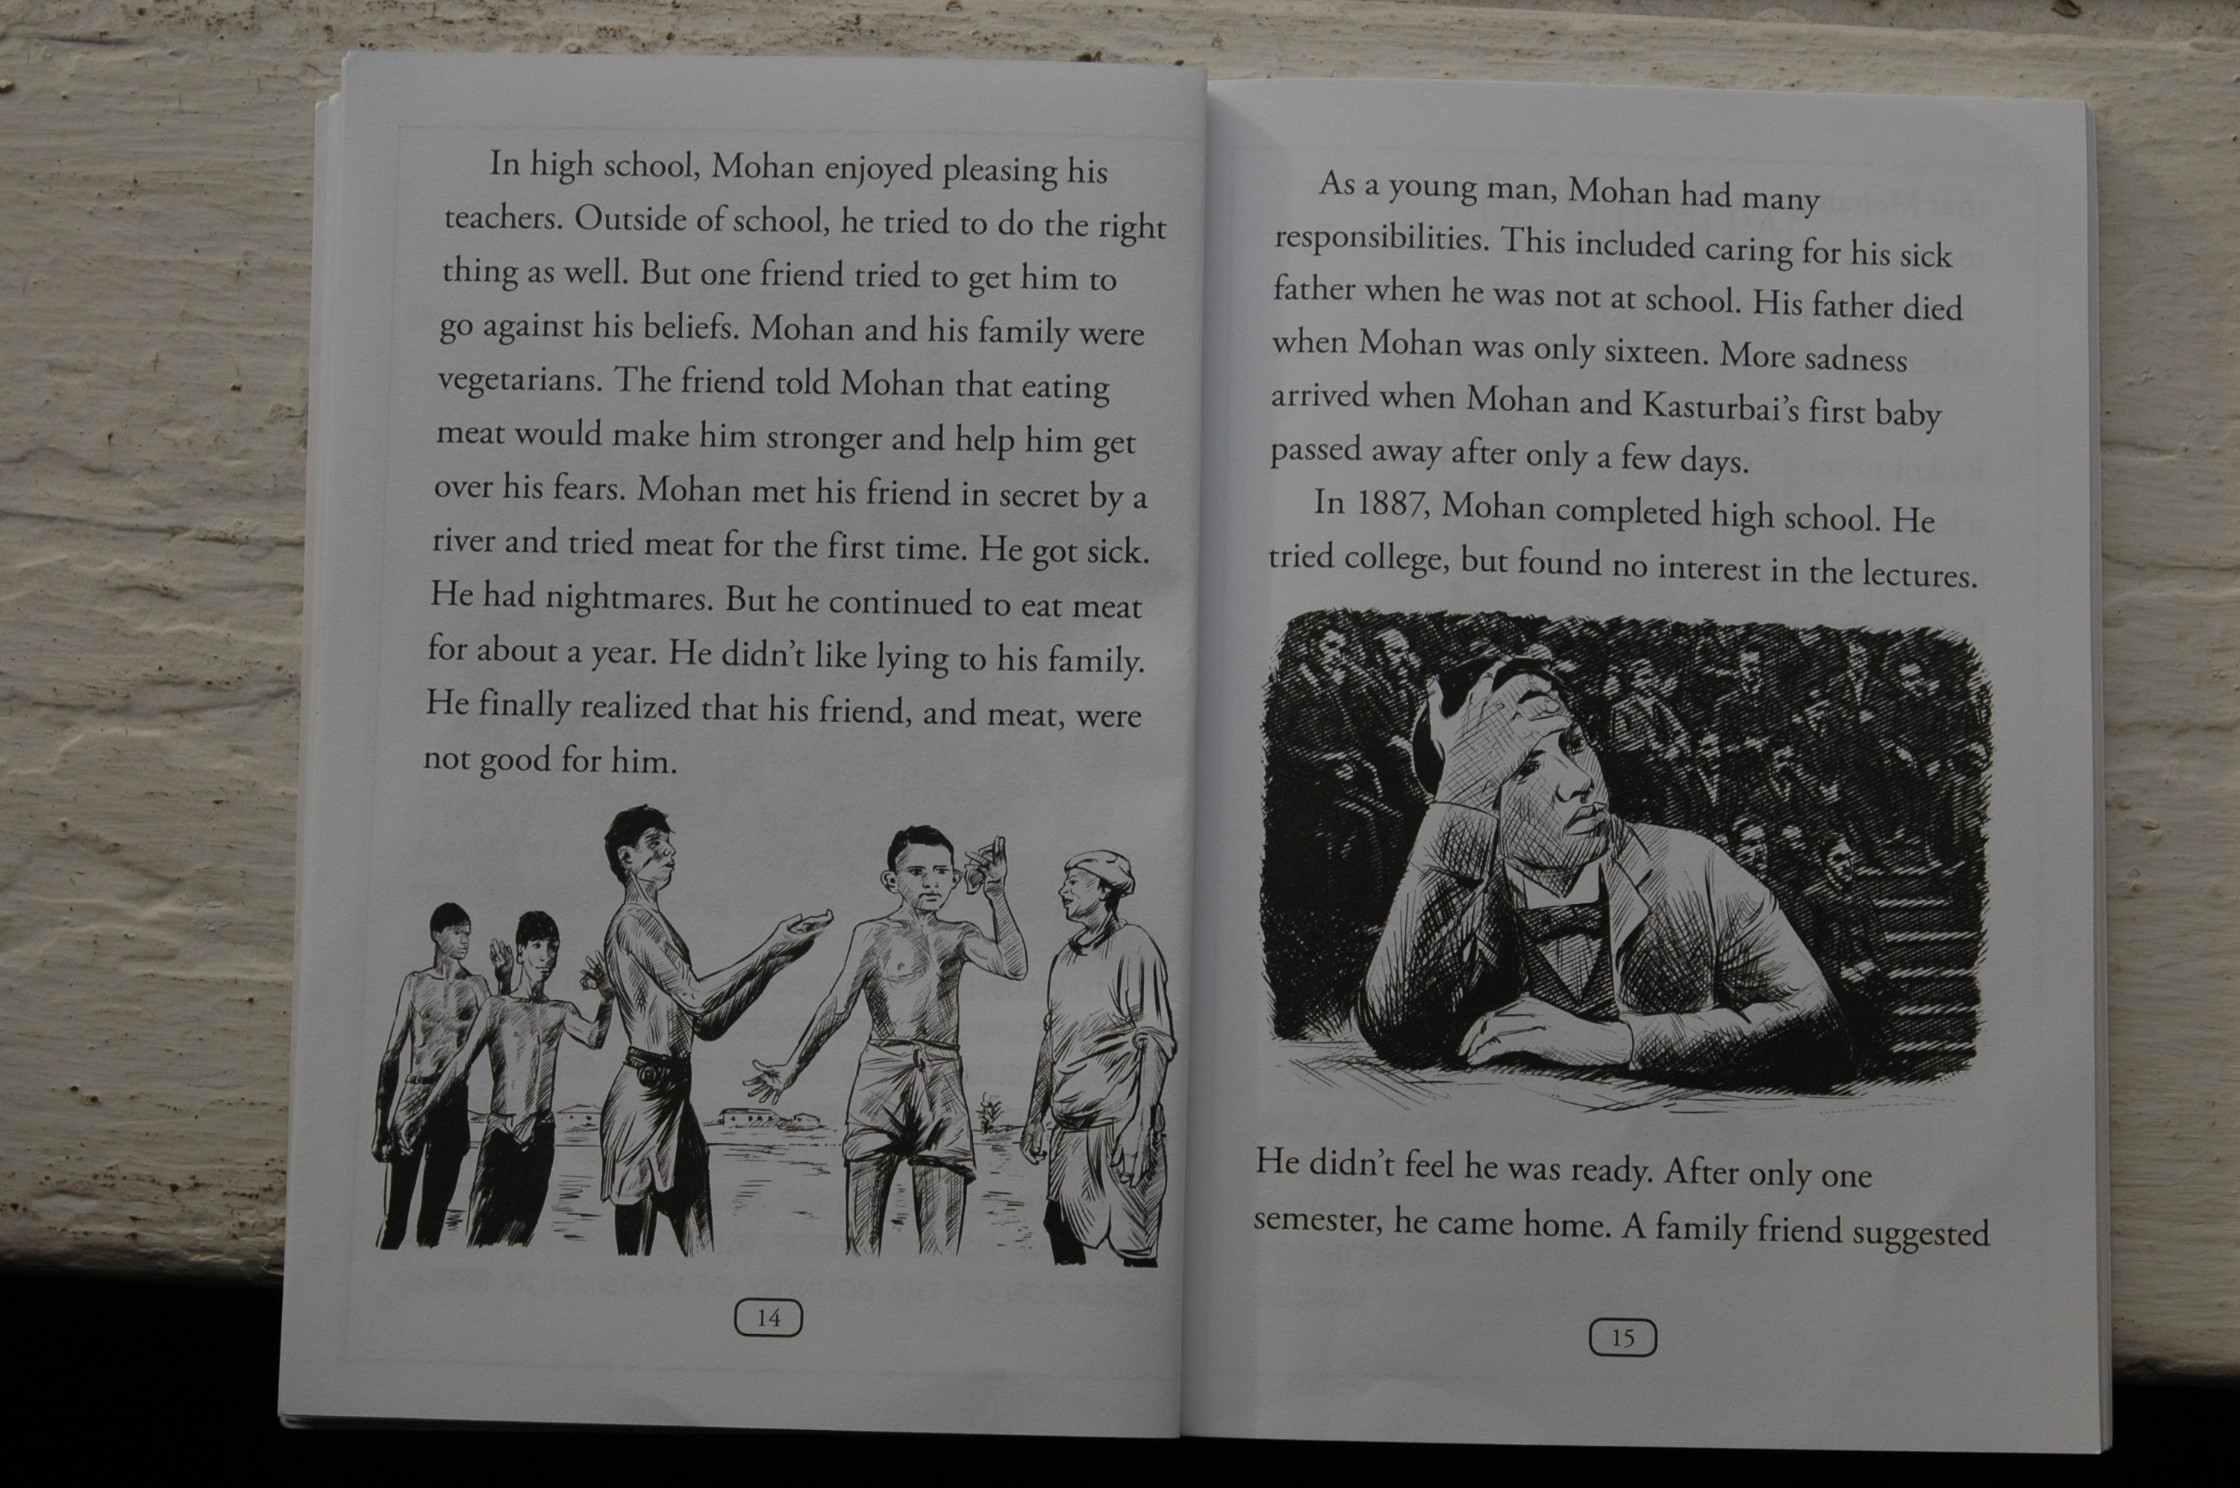 In high school, Mohan enjoyed pleasing his
teachers. Outside of school, he tried to do the right
thing as well. But one friend tried to get him to
go against his beliefs. Mohan and his family were
vegetarians. The friend told Mohan that eating
meat would make him stronger and help him get
over his fears. Mohan met his friend in secret by a
river and tried meat for the first time. He got sick.
He had nightmares. But he continued to eat meat
for about a year. He didn’t like lying to his family.
He finally realized that his friend, and meat, were
not good for him.
14
As a young man, Mohan had many
responsibilities. This included caring for his sick
father when he was not at school. His father died
when Mohan was only sixteen. More sadness
arrived when Mohan and Kasturbai’s first baby
passed away after only a few days.
In 1887, Mohan completed high school. He
tried college, but found no interest in the lectures.
He didn’t feel he was ready. After only one
semester, he came home. A family friend suggested
15